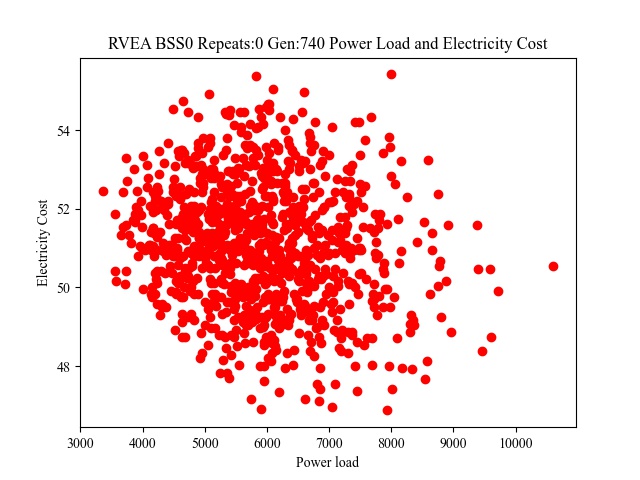 RVEA BSS0 Repeats:0 Gen:740 Power Load and Electricity Cost
54
52
50
48
Electricity Cost
3000 4000 5000 6000 7000 8000 9000 10000
Power load